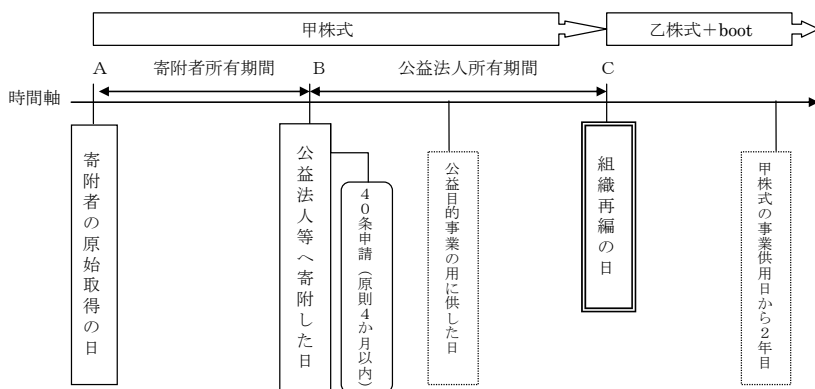 甲株式
乙株式＋boot
A
寄附者所有期間
B
公益法人所有期間
C
時間軸
寄附者の原始取得の日
公益法人等へ寄附した日
40条申請（原則4か月以内）
公益目的事業の用に供した日
組織再編の日
甲株式の事業供用日から2年目